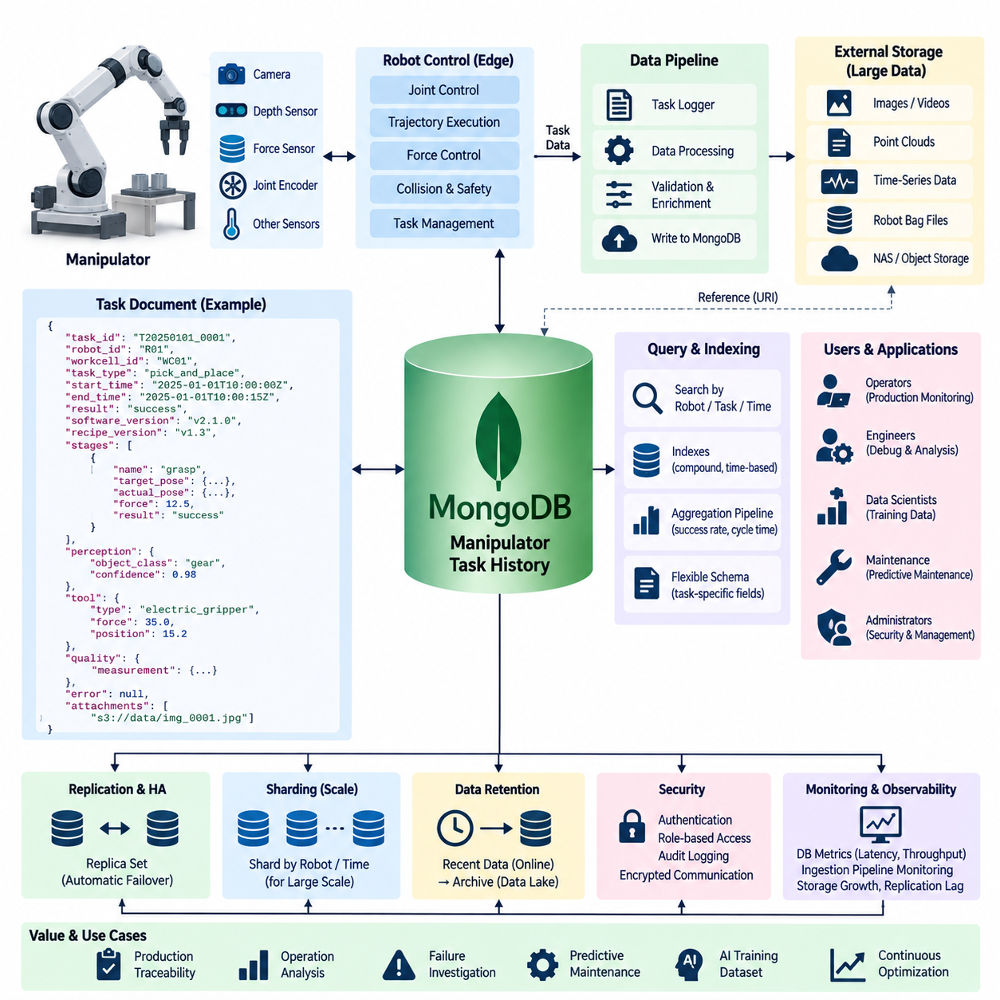 Manipulator
Camera
Depth Sensor
Force Sensor
Joint Encoder
Other Sensors
Robot Control (Edge)
Joint Control
Trajectory Execution
Force Control
Collision & Safety
Task Management
Task
Data
Data Pipeline
Task Logger
Data Processing
Validation &
Enrichment
Write to MongoDB
External Storage
(Large Data)
Images / Videos
Point Clouds
Time-Series Data
Robot Bag Files
NAS / Object Storage
Reference (URI)
Task Document (Example)
{
"task_id": "T20250101_0001",
"robot_id": "R01",
"workcell_id": "WC01",
"task_type": "pick_and_place",
"start_time": "2025-01-01T10:00:00Z",
"end_time": "2025-01-01T10:00:15Z",
"result": "success",
"software_version": "v2.1.0",
"recipe_version": "v1.3",
"stages": [
{
"name": "grasp",
"target_pose": {...},
"actual_pose": {...},
"force": 12.5,
"result": "success"
}
],
"perception": {
"object_class": "gear",
"confidence": 0.98
},
"tool": {
"type": "electric_gripper",
"force": 35.0,
"position": 15.2
},
"quality": {
"measurement": {...}
},
"error": null,
"attachments": [
"s3://data/img_0001.jpg"]
}
MongoDB
Manipulator
Task History
Query & Indexing
Search by
Robot / Task / Time
Indexes
(compound, time-based)
Aggregation Pipeline
(success rate, cycle time)
Flexible Schema
(task-specific fields)
Users & Applications
Operators
(Production Monitoring)
Engineers
(Debug & Analysis)
Data Scientists
(Training Data)
Maintenance
(Predictive Maintenance)
Administrators
(Security & Management)
Replication & HA
Replica Set
(Automatic Failover)
Sharding (Scale)
Shard by Robot / Time
(for Large Scale)
Data Retention
Recent Data (Online)
→ Archive (Data Lake)
Security
Authentication
Role-based Access
Audit Logging
Encrypted Communication
Monitoring & Observability
DB Metrics (Latency, Throughput)
Ingestion Pipeline Monitoring
Storage Growth, Replication Lag
Value & Use Cases
Production
Traceability
Operation
Analysis
Failure
Investigation
Predictive
Maintenance
AI
AI Training
Dataset
Continuous
Optimization